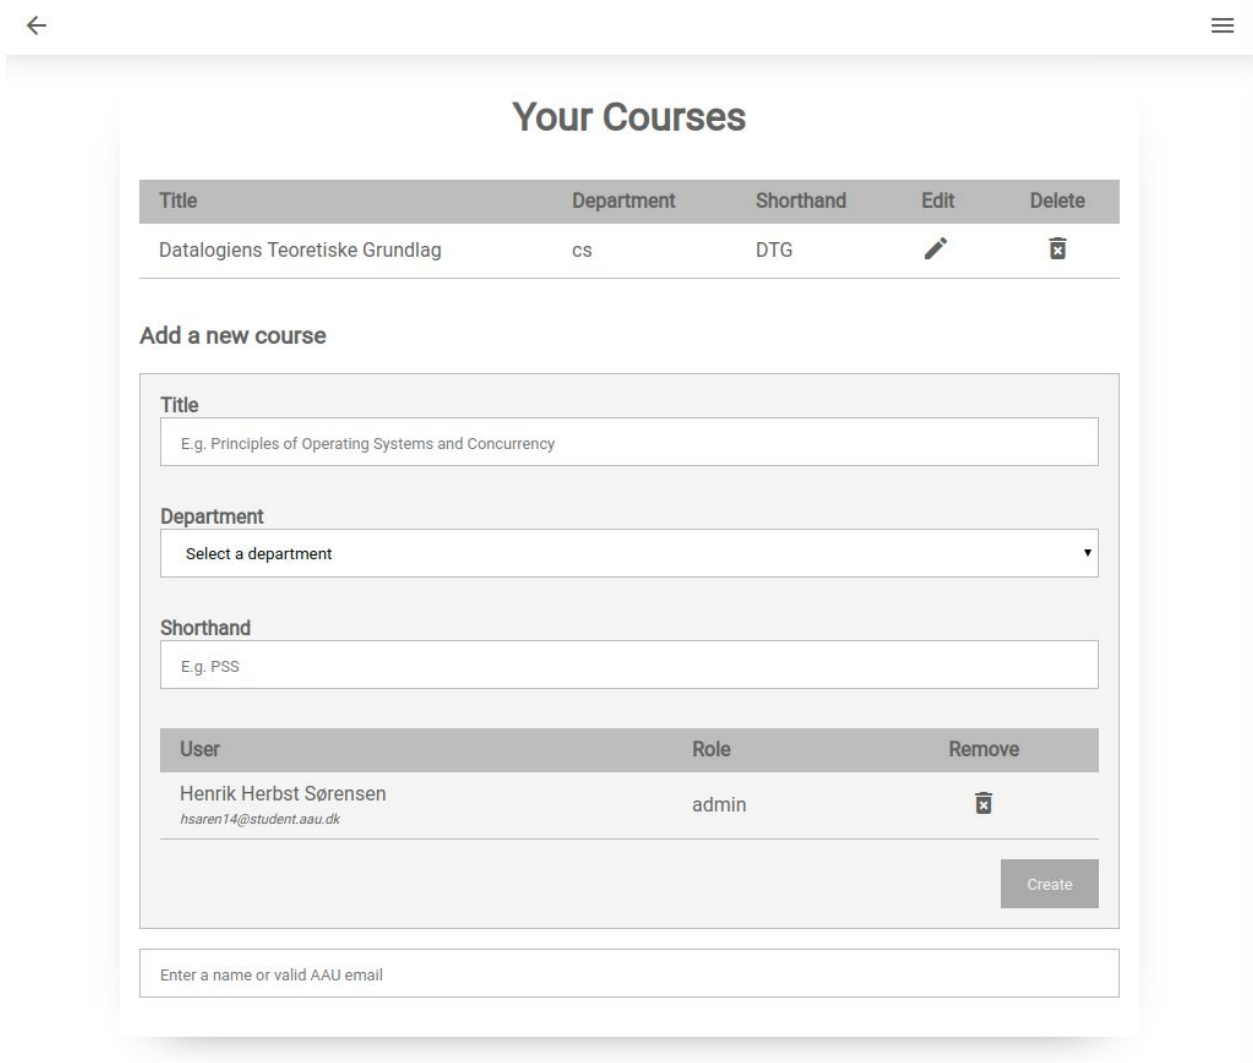 Your Courses
Title Department Shorthand Edit Delete
Datalogiens Teoretiske Grundlag cs DTG
Add a new course
Title
E.g. Principles of Operating Systems and Concurrency
Department
Select a department
Shorthand
E.g. PSS
User Role Remove
Henrik Herbst Sørensen
hsaren14@student.aau.dk
admin
Create
Enter a name or valid AAU email